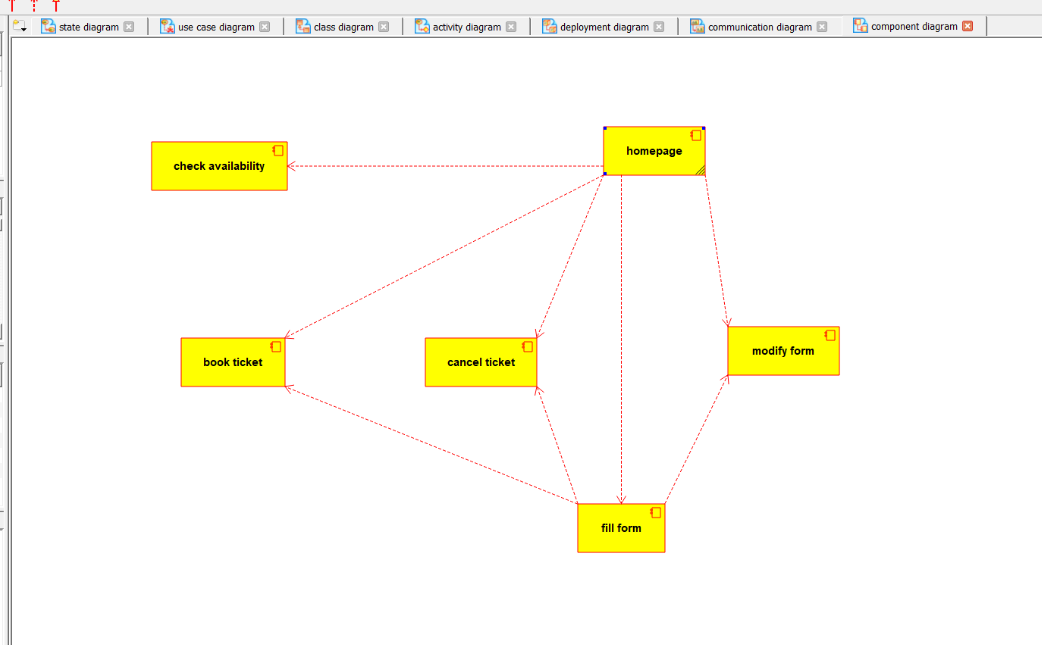 state diagram
use case diagram
class diagram
activity diagram
deployment diagram
communication diagram
component diagram
homepage
check availability
modify form
book ticket
cancel ticket
fill form